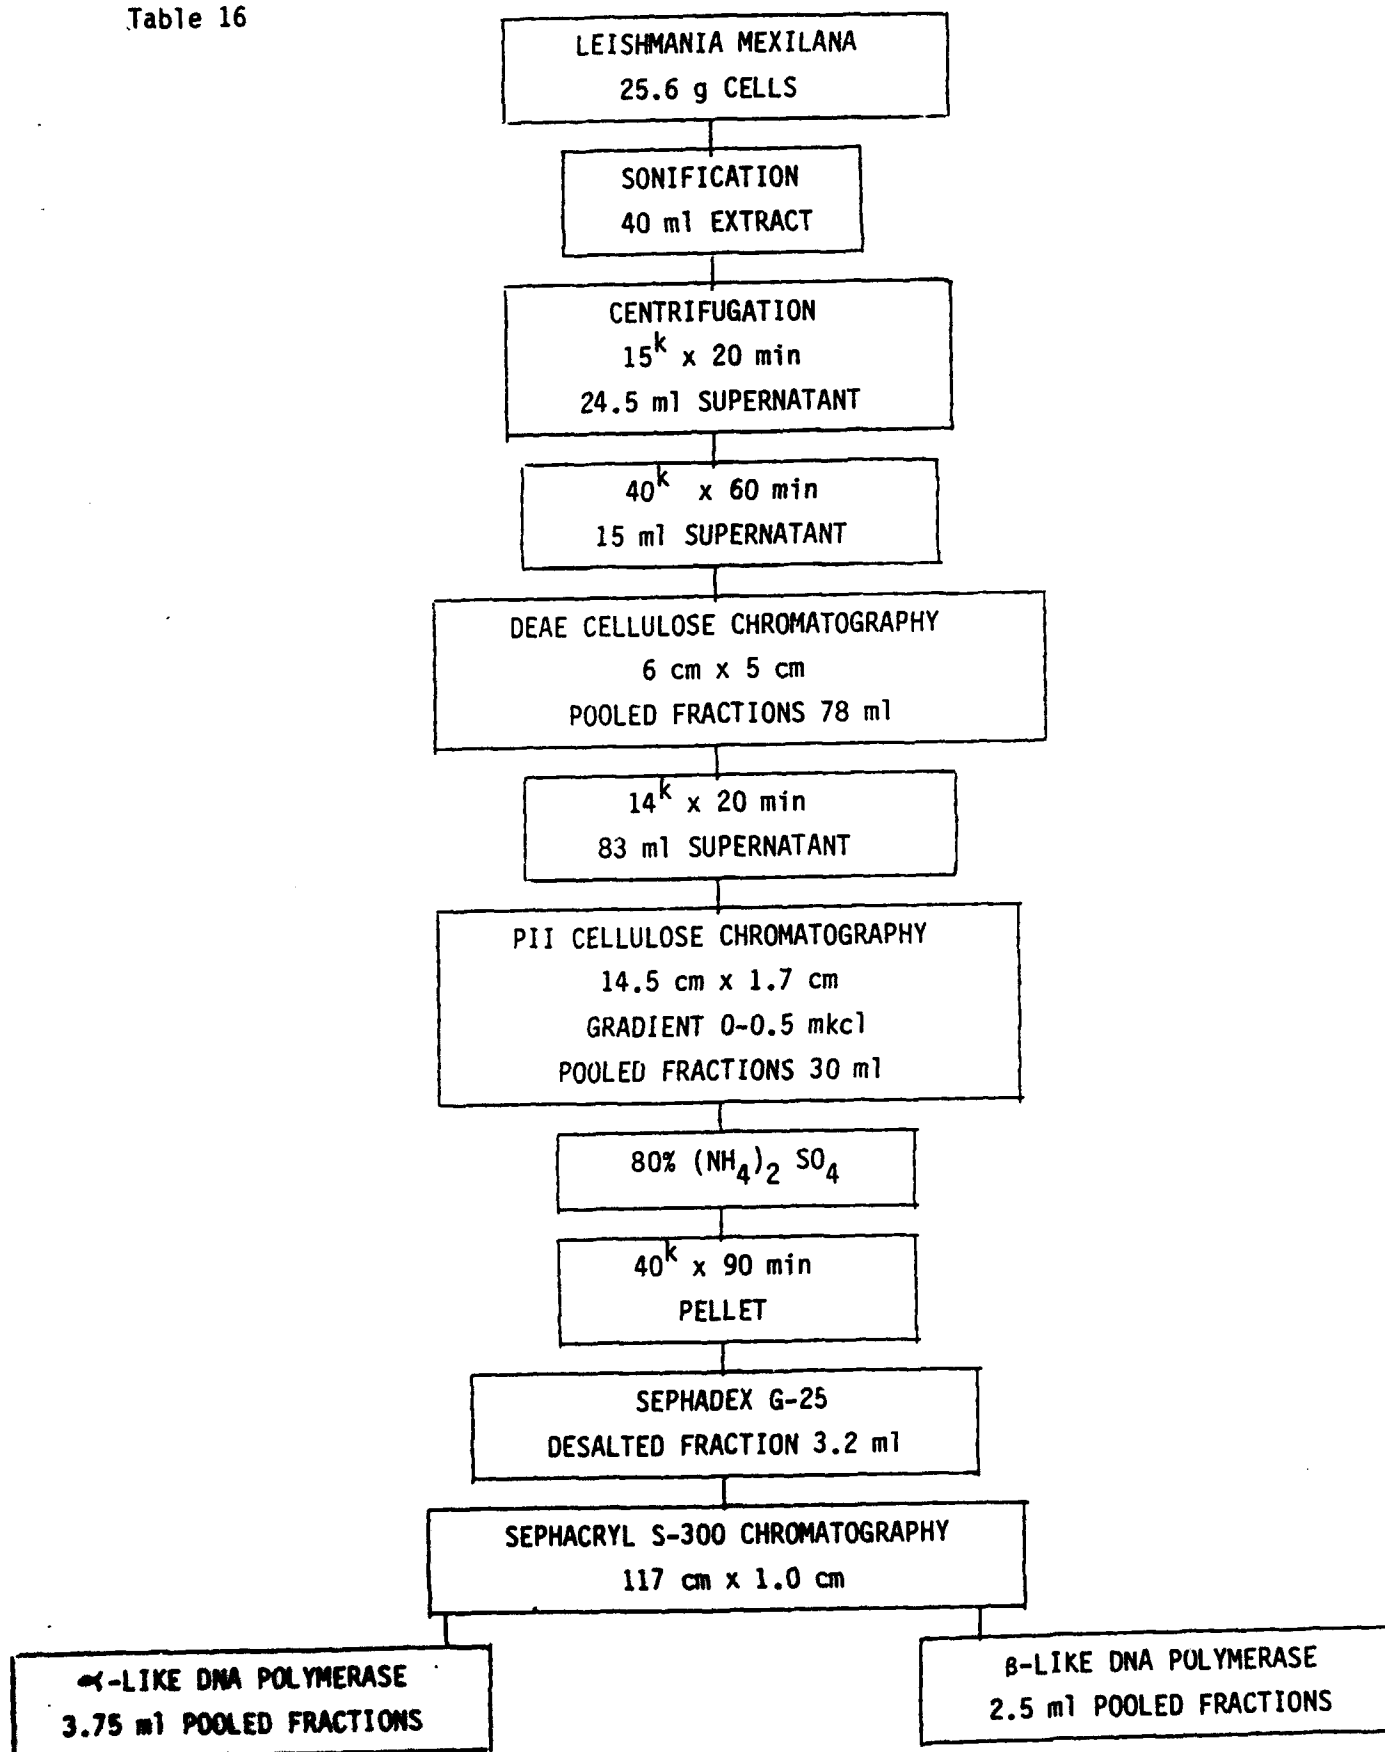 Table 16
LEISHMANIA MEXILANA
25.6 g CELLS
SONIFICATION
40 ml EXTRACT
CENTRIFUGATION
15ᵏ x 20 min
24.5 ml SUPERNATANT
40ᵏ x 60 min
15 ml SUPERNATANT
DEAE CELLULOSE CHROMATOGRAPHY
6 cm x 5 cm
POOLED FRACTIONS 78 ml
14ᵏ x 20 min
83 ml SUPERNATANT
PII CELLULOSE CHROMATOGRAPHY
14.5 cm x 1.7 cm
GRADIENT 0-0.5 mkcl
POOLED FRACTIONS 30 ml
80% (NH₄)₂ SO₄
40ᵏ x 90 min
PELLET
SEPHADEX G-25
DESALTED FRACTION 3.2 ml
SEPHACRYL S-300 CHROMATOGRAPHY
117 cm x 1.0 cm
α-LIKE DNA POLYMERASE
3.75 ml POOLED FRACTIONS
β-LIKE DNA POLYMERASE
2.5 ml POOLED FRACTIONS